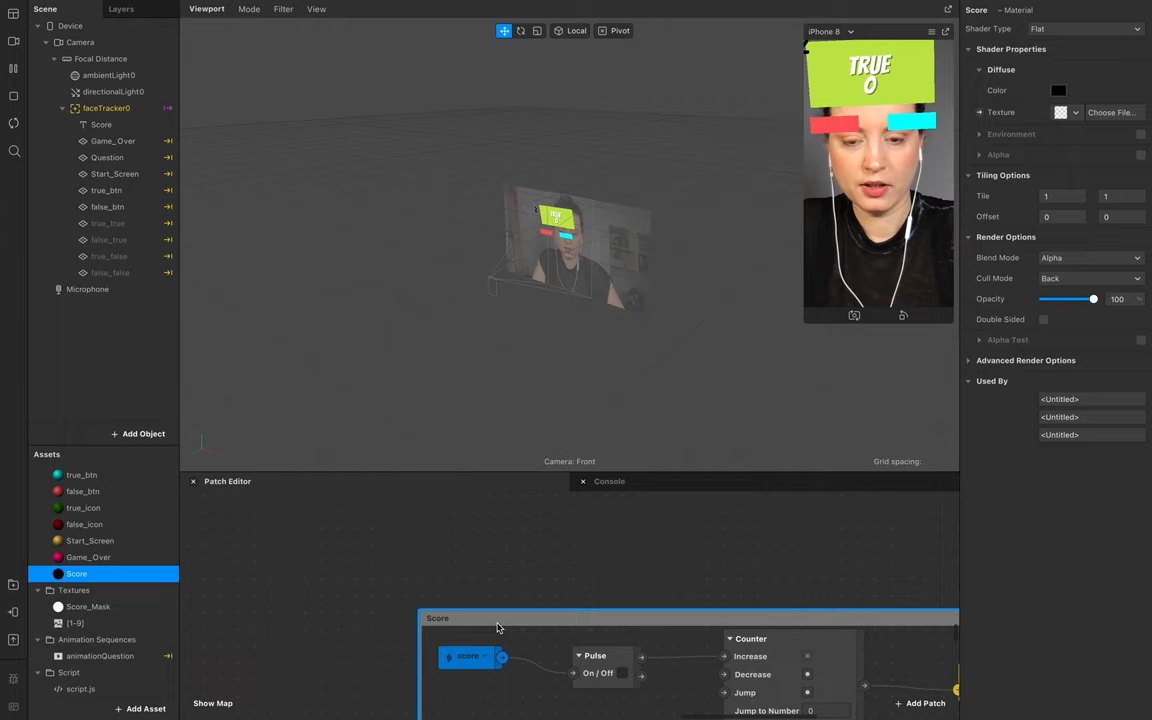 Scene
Layers
Device
Camera
Focal Distance
ambientLight0
directionalLight0
faceTracker0
Score
Game_Over
Question
Start_Screen
true_btn
false_btn
true_true
false_true
true_false
false_false
Microphone
Add Object
Assets
true_btn
false_btn
true_icon
false_icon
Start_Screen
Game_Over
Score
Textures
Score_Mask
[1-9]
Animation Sequences
animationQuestion
Script
script.js
Add Asset
Viewport
Mode
Filter
View
Local
Pivot
iPhone 8
TRUE
0
Camera: Front
Grid spacing:
Patch Editor
Console
Score
score
Pulse
On / Off
Counter
Increase
Decrease
Jump
Jump to Number
0
Show Map
Add Patch
Score
Material
Shader Type
Flat
Shader Properties
Diffuse
Color
Texture
Choose File...
Environment
Alpha
Tiling Options
Tile
1
1
Offset
0
0
Render Options
Blend Mode
Alpha
Cull Mode
Back
Opacity
100
%
Double Sided
Alpha Test
Advanced Render Options
Used By
<Untitled>
<Untitled>
<Untitled>